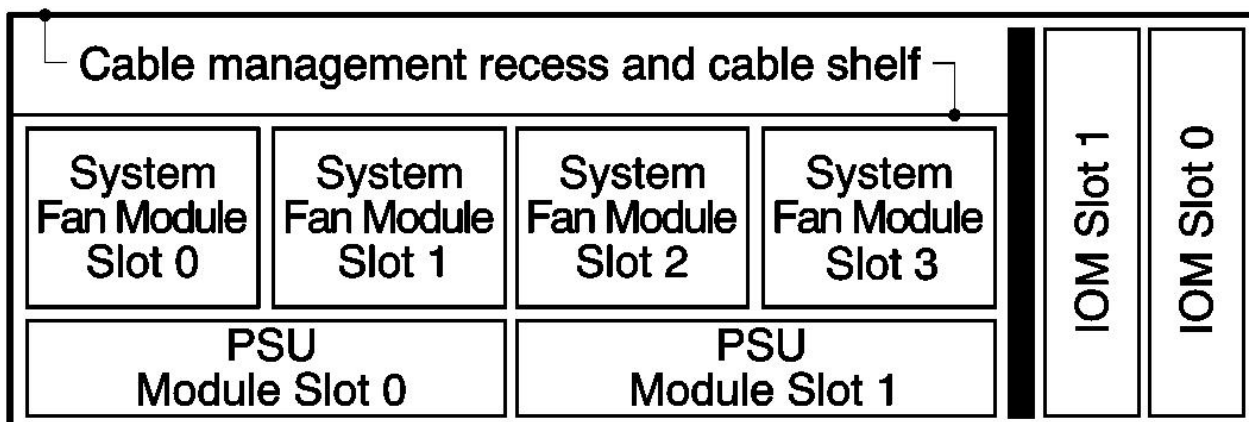 Cable management recess and cable shelf
System
Fan Module
Slot 0
System
Fan Module
Slot 1
System
Fan Module
Slot 2
System
Fan Module
Slot 3
PSU
Module Slot 0
PSU
Module Slot 1
IOM Slot 1
IOM Slot 0